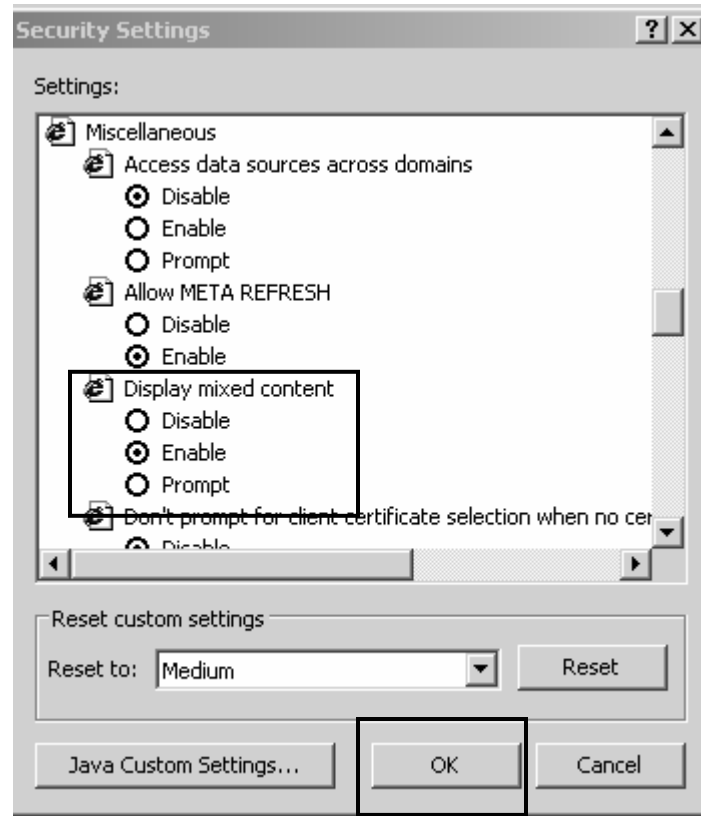 Security Settings
Settings:
Miscellaneous
Access data sources across domains
Disable
Enable
Prompt
Allow META REFRESH
Disable
Enable
Display mixed content
Disable
Enable
Prompt
Don't prompt for client certificate selection when no cer
Disable
Reset custom settings
Reset to: Medium Reset
Java Custom Settings... OK Cancel